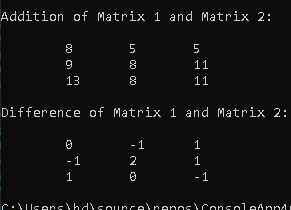 Addition of Matrix 1 and Matrix 2:
8 5 5
9 8 11
13 8 11
Difference of Matrix 1 and Matrix 2:
0 -1 1
-1 2 1
1 0 -1